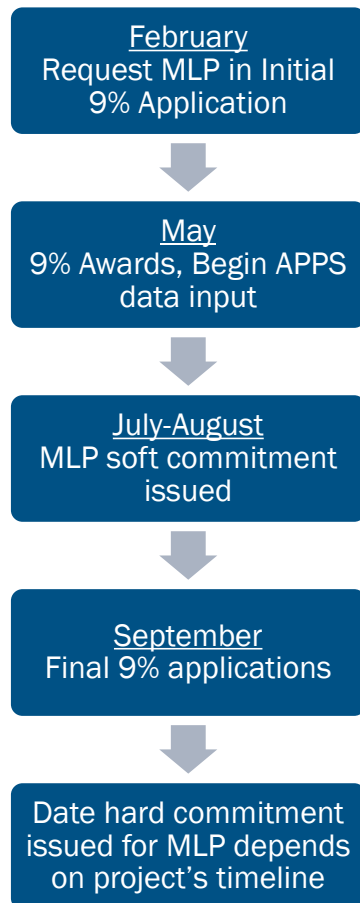 February
Request MLP in Initial
9% Application
May
9% Awards, Begin APPS
data input
July-August
MLP soft commitment
issued
September
Final 9% applications
Date hard commitment
issued for MLP depends
on project's timeline